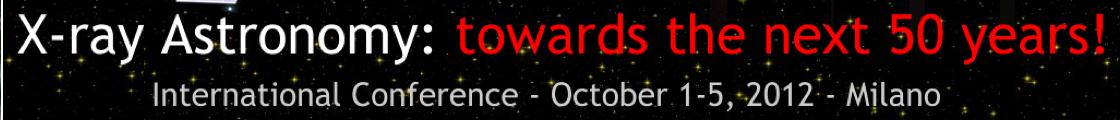 X-ray Astronomy: towards the next 50 years!
International Conference - October 1-5, 2012 - Milano